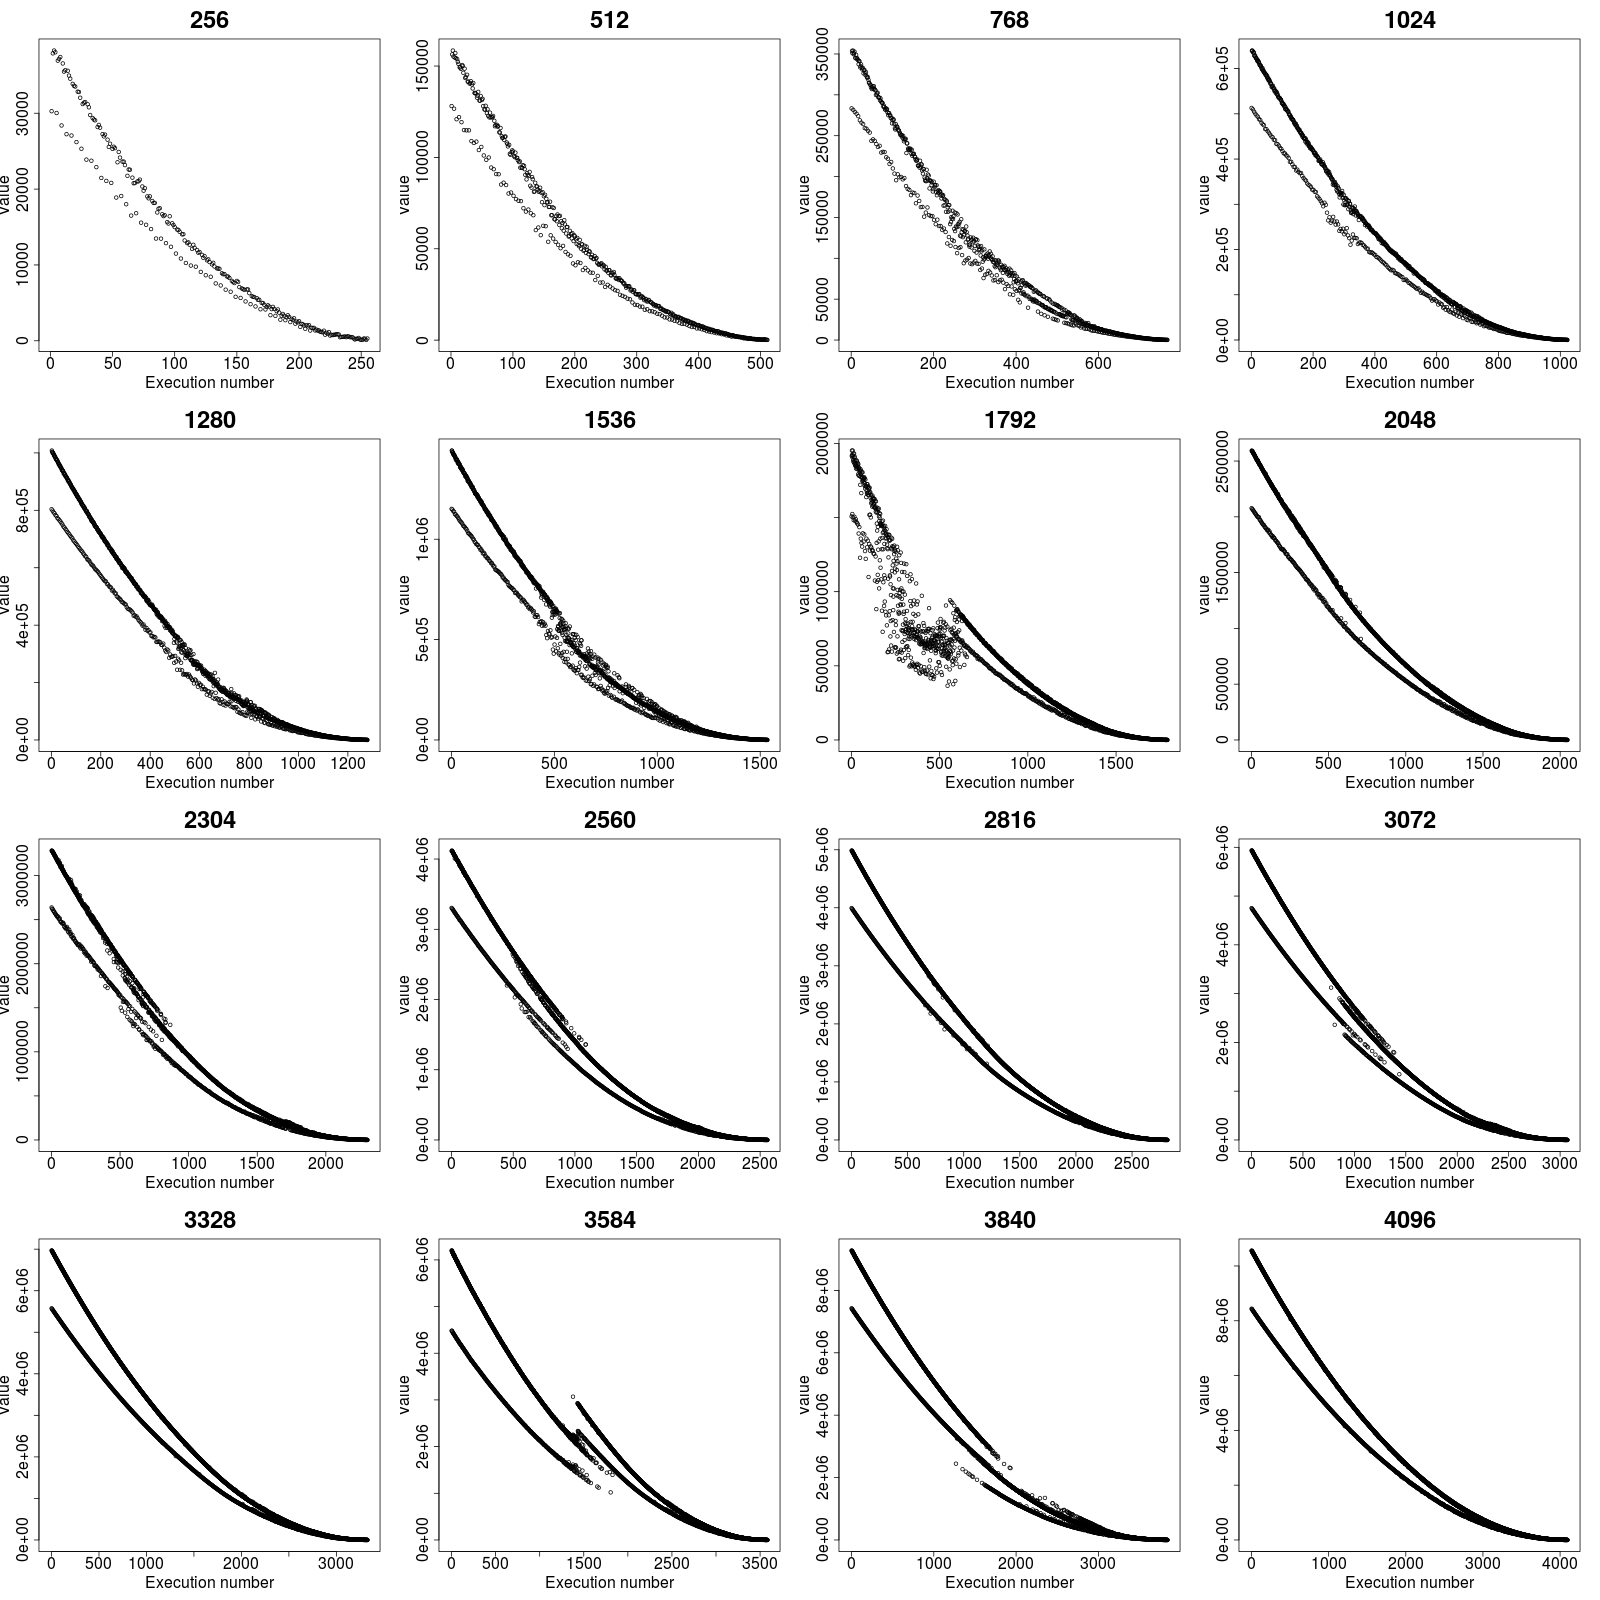 256
value
0 10000 20000 30000
0 50 100 150 200 250
Execution number
512
value
0 50000 100000 150000
0 100 200 300 400 500
Execution number
768
value
0 50000 150000 250000 350000
0 200 400 600
Execution number
1024
value
0e+00 2e+05 4e+05 6e+05
0 200 400 600 800 1000
Execution number
1280
value
0e+00 4e+05 8e+05
0 200 400 600 800 1000 1200
Execution number
1536
value
0e+00 5e+05 1e+06
0 500 1000 1500
Execution number
1792
value
0 500000 1000000 2000000
0 500 1000 1500
Execution number
2048
value
0 500000 1500000 2500000
0 500 1000 1500 2000
Execution number
2304
value
0 1000000 2000000 3000000
0 500 1000 1500 2000
Execution number
2560
value
0e+00 1e+06 2e+06 3e+06 4e+06
0 500 1000 1500 2000 2500
Execution number
2816
value
0e+00 1e+06 2e+06 3e+06 4e+06 5e+06
0 500 1000 1500 2000 2500
Execution number
3072
value
0e+00 2e+06 4e+06 6e+06
0 500 1000 1500 2000 2500 3000
Execution number
3328
value
0e+00 2e+06 4e+06 6e+06
0 500 1000 2000 3000
Execution number
3584
value
0e+00 2e+06 4e+06 6e+06
0 500 1500 2500 3500
Execution number
3840
value
0e+00 2e+06 4e+06 6e+06 8e+06
0 1000 2000 3000
Execution number
4096
value
0e+00 4e+06 8e+06
0 1000 2000 3000 4000
Execution number